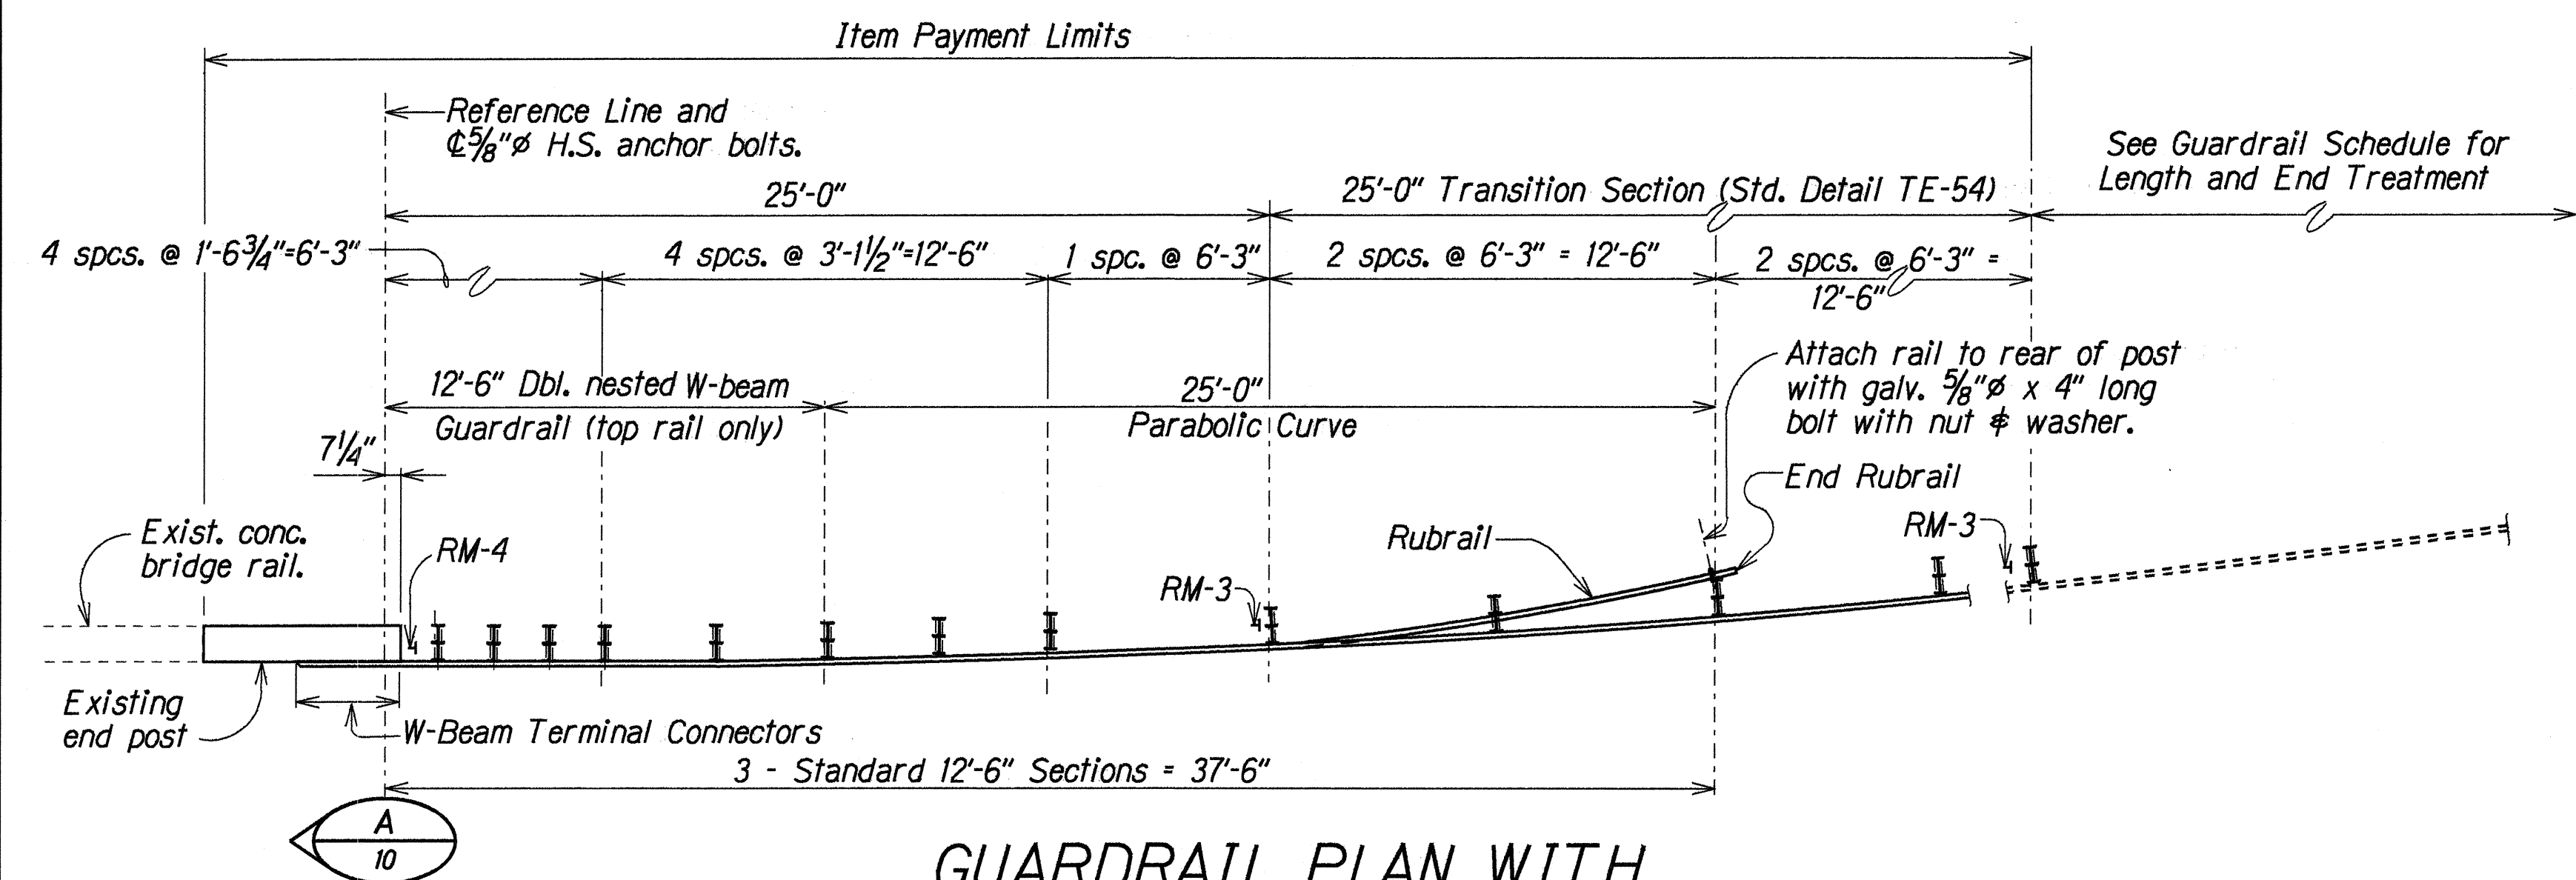 Item Payment Limits
Reference Line and
℄ 5/8"ø H.S. anchor bolts.
See Guardrail Schedule for
Length and End Treatment
25'-0"
25'-0" Transition Section (Std. Detail TE-54)
4 spcs. @ 1'-6 3/4"=6'-3"
4 spcs. @ 3'-1 1/2"=12'-6"
1 spc. @ 6'-3"
2 spcs. @ 6'-3" = 12'-6"
2 spcs. @ 6'-3" =
12'-6"
12'-6" Dbl. nested W-beam
Guardrail (top rail only)
25'-0"
Parabolic Curve
Attach rail to rear of post
with galv. 5/8"ø x 4" long
bolt with nut & washer.
7 1/4"
End Rubrail
Exist. conc.
bridge rail.
RM-4
RM-3
Rubrail
RM-3
Existing
end post
W-Beam Terminal Connectors
3 - Standard 12'-6" Sections = 37'-6"
A
10
GUARDRAIL PLAN WITH